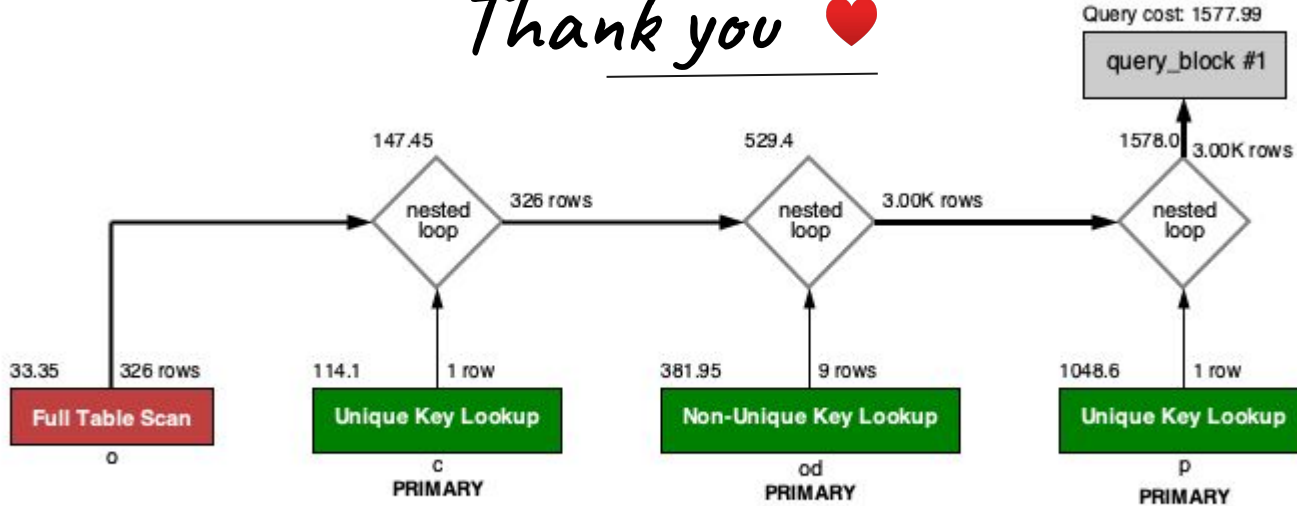 Thank you
Query cost: 1577.99
query_block #1
147.45
529.4
1578.0
3.00K rows
nested
loop
326 rows
nested
loop
3.00K rows
nested
loop
33.35
326 rows
114.1
1 row
381.95
9 rows
1048.6
1 row
Full Table Scan
Unique Key Lookup
Non-Unique Key Lookup
Unique Key Lookup
o
c
od
p
PRIMARY
PRIMARY
PRIMARY